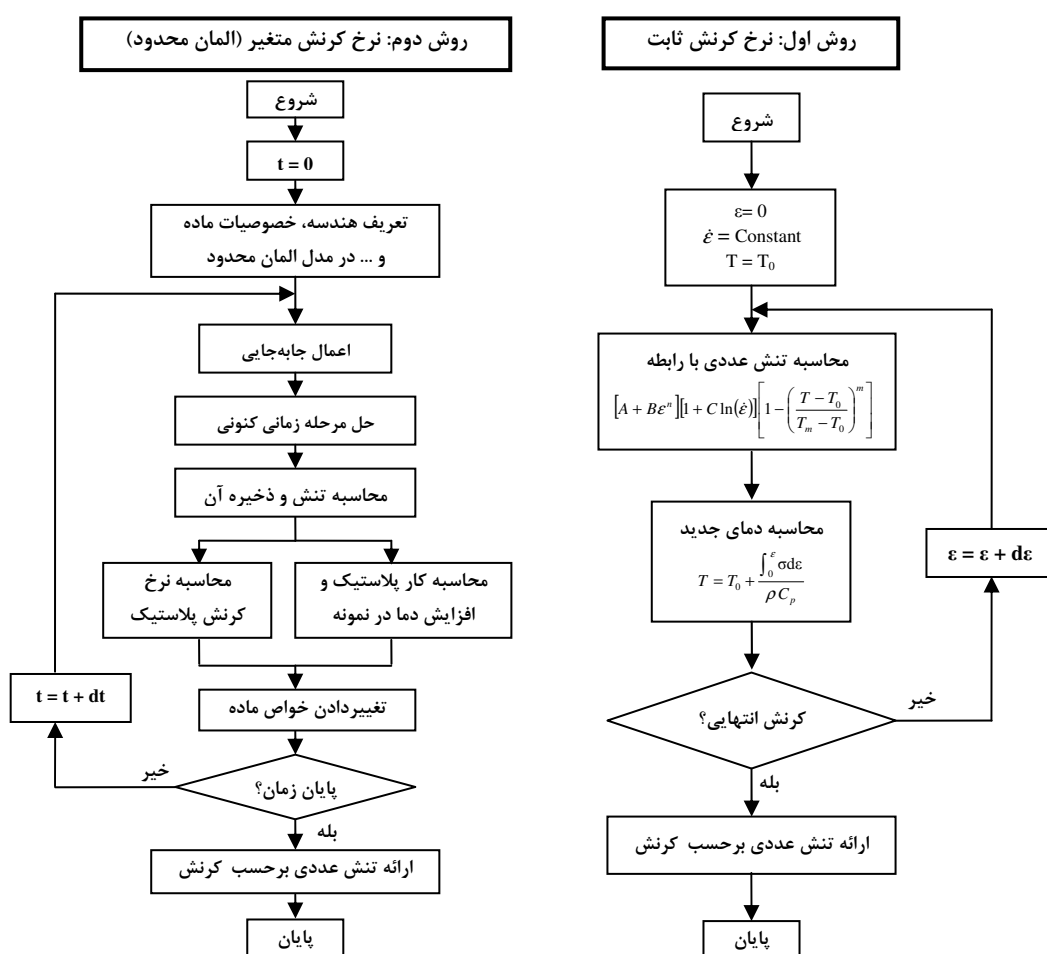 روش اول: نرخ کرنش ثابت
شروع
ε= 0
ε̇ = Constant
T = T₀
محاسبه تنش عددی با رابطه
[A + Bεⁿ][1 + C ln(ε̇)][1 − ((T − T₀)/(Tₘ − T₀))ᵐ]
محاسبه دمای جدید
T = T₀ + ∫₀^ε σdε / ρCₚ
ε = ε + dε
کرنش انتهایی؟
خیر
بله
ارائه تنش عددی برحسب کرنش
پایان
روش دوم: نرخ کرنش متغیر (المان محدود)
شروع
t = 0
تعریف هندسه، خصوصیات ماده
و ... در مدل المان محدود
اعمال جابه‌جایی
حل مرحله زمانی کنونی
محاسبه تنش و ذخیره آن
محاسبه کار پلاستیک و
افزایش دما در نمونه
محاسبه نرخ
کرنش پلاستیک
تغییردادن خواص ماده
t = t + dt
پایان زمان؟
خیر
بله
ارائه تنش عددی برحسب کرنش
پایان